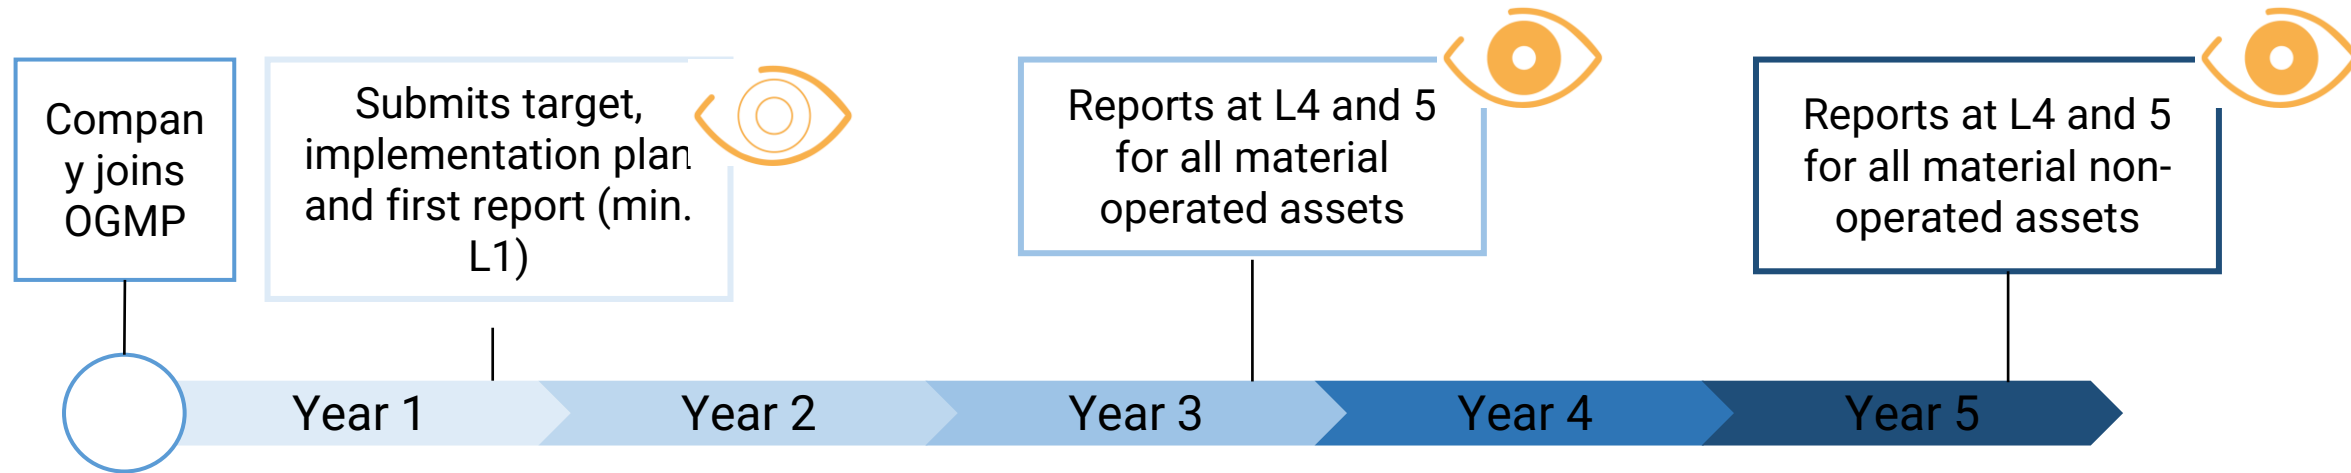 Compan
y joins
OGMP
Submits target,
implementation plan
and first report (min.
L1)
Reports at L4 and 5
for all material
operated assets
Reports at L4 and 5
for all material non-
operated assets
Year 1
Year 2
Year 3
Year 4
Year 5